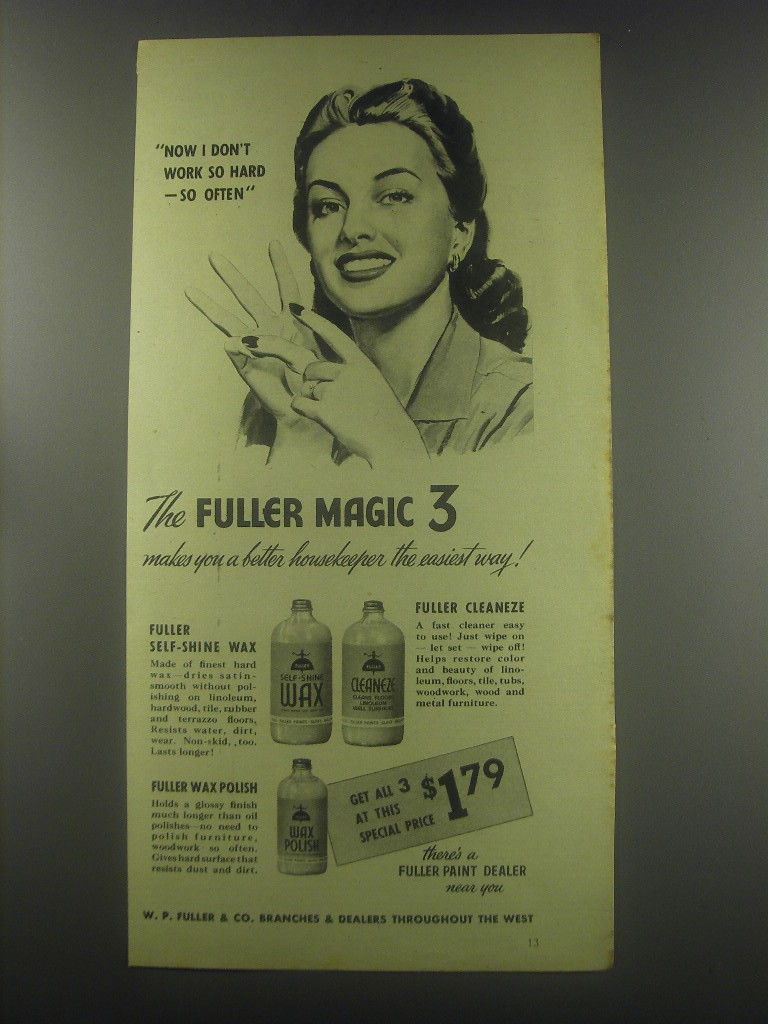 "NOW I DON'T
WORK SO HARD
—SO OFTEN"
The FULLER MAGIC 3
makes you a better housekeeper the easiest way!
FULLER
SELF-SHINE WAX
Made of finest hard
wax—dries satin-
smooth without pol-
ishing on linoleum,
hardwood, tile, rubber
and terrazzo floors,
Resists water, dirt,
wear. Non-skid, too.
Lasts longer!
FULLER
SELF-SHINE
WAX
FULLER
CLEANEZE
CLEANS FLOORS
LINOLEUM
WALL SURFACES
FULLER CLEANEZE
A fast cleaner easy
to use! Just wipe on
— let set — wipe off!
Helps restore color
and beauty of lino-
leum, floors, tile, tubs,
woodwork, wood and
metal furniture.
FULLER WAX POLISH
Holds a glossy finish
much longer than oil
polishes—no need to
polish furniture,
woodwork so often.
Gives hard surface that
resists dust and dirt.
WAX
POLISH
GET ALL 3
AT THIS
SPECIAL PRICE
$1.79
there's a
FULLER PAINT DEALER
near you
W. P. FULLER & CO. BRANCHES & DEALERS THROUGHOUT THE WEST
13